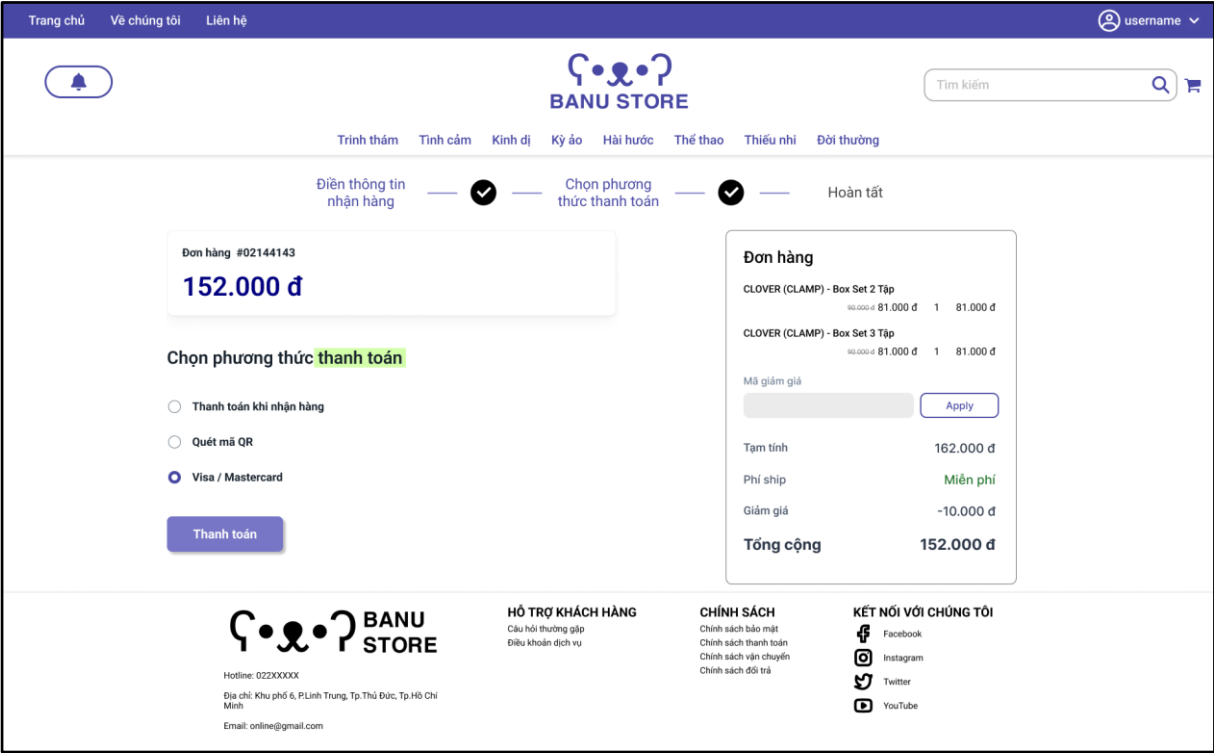 Trang chủ Về chúng tôi Liên hệ username
ʕ•ᴥ•ʔ
BANU STORE
Tìm kiếm
Trinh thám Tình cảm Kinh dị Kỳ ảo Hài hước Thể thao Thiếu nhi Đời thường
Điền thông tin
nhận hàng
Chọn phương
thức thanh toán
Hoàn tất
Đơn hàng #02144143
152.000 đ
Chọn phương thức thanh toán
Thanh toán khi nhận hàng
Quét mã QR
Visa / Mastercard
Thanh toán
Đơn hàng
CLOVER (CLAMP) - Box Set 2 Tập
90.000 đ 81.000 đ 1 81.000 đ
CLOVER (CLAMP) - Box Set 3 Tập
90.000 đ 81.000 đ 1 81.000 đ
Mã giảm giá
Apply
Tạm tính 162.000 đ
Phí ship Miễn phí
Giảm giá -10.000 đ
Tổng cộng 152.000 đ
ʕ•ᴥ•ʔ BANU
STORE
Hotline: 022XXXXX
Địa chỉ: Khu phố 6, P.Linh Trung, Tp.Thủ Đức, Tp.Hồ Chí
Minh
Email: online@gmail.com
HỖ TRỢ KHÁCH HÀNG
Câu hỏi thường gặp
Điều khoản dịch vụ
CHÍNH SÁCH
Chính sách bảo mật
Chính sách thanh toán
Chính sách vận chuyển
Chính sách đổi trả
KẾT NỐI VỚI CHÚNG TÔI
Facebook
Instagram
Twitter
YouTube